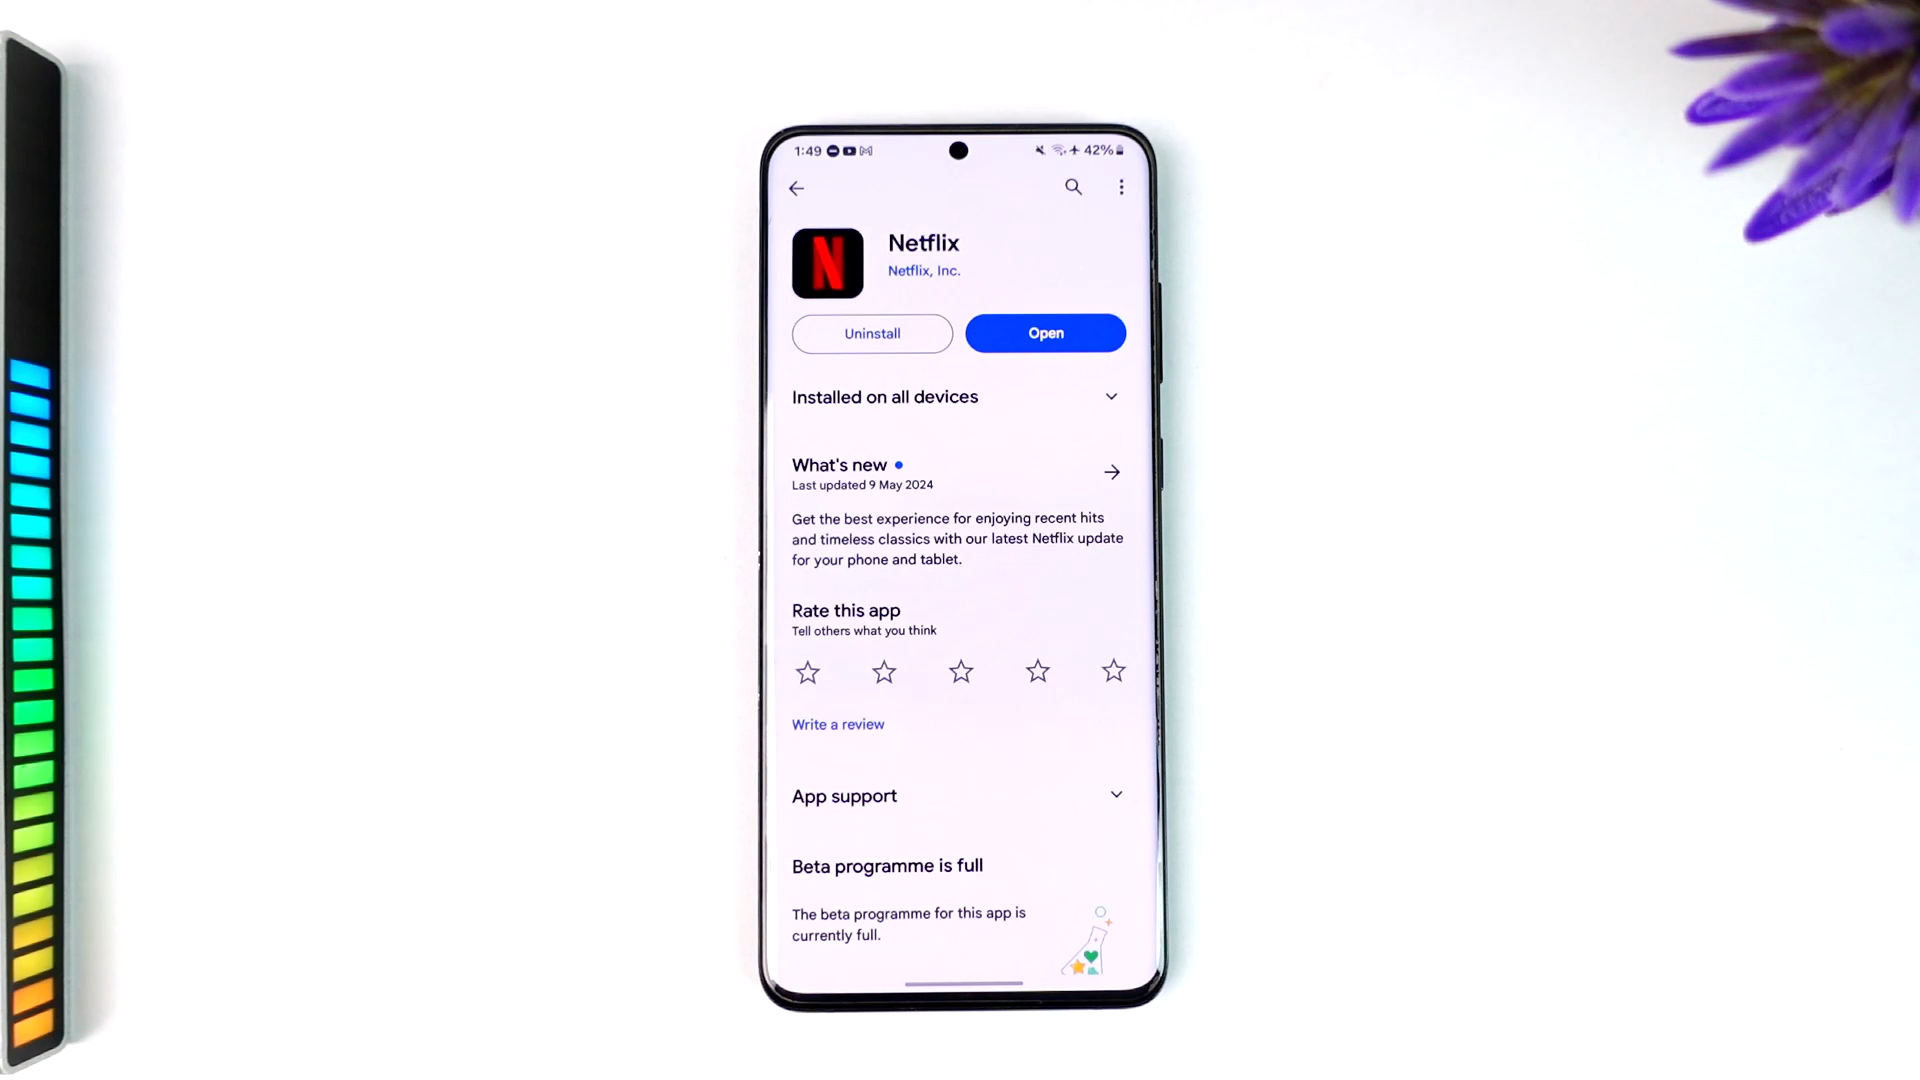 1:49
42%
N
Netflix
Netflix, Inc.
Uninstall
Open
Installed on all devices
What's new
Last updated 9 May 2024
Get the best experience for enjoying recent hits
and timeless classics with our latest Netflix update
for your phone and tablet.
Rate this app
Tell others what you think
Write a review
App support
Beta programme is full
The beta programme for this app is
currently full.